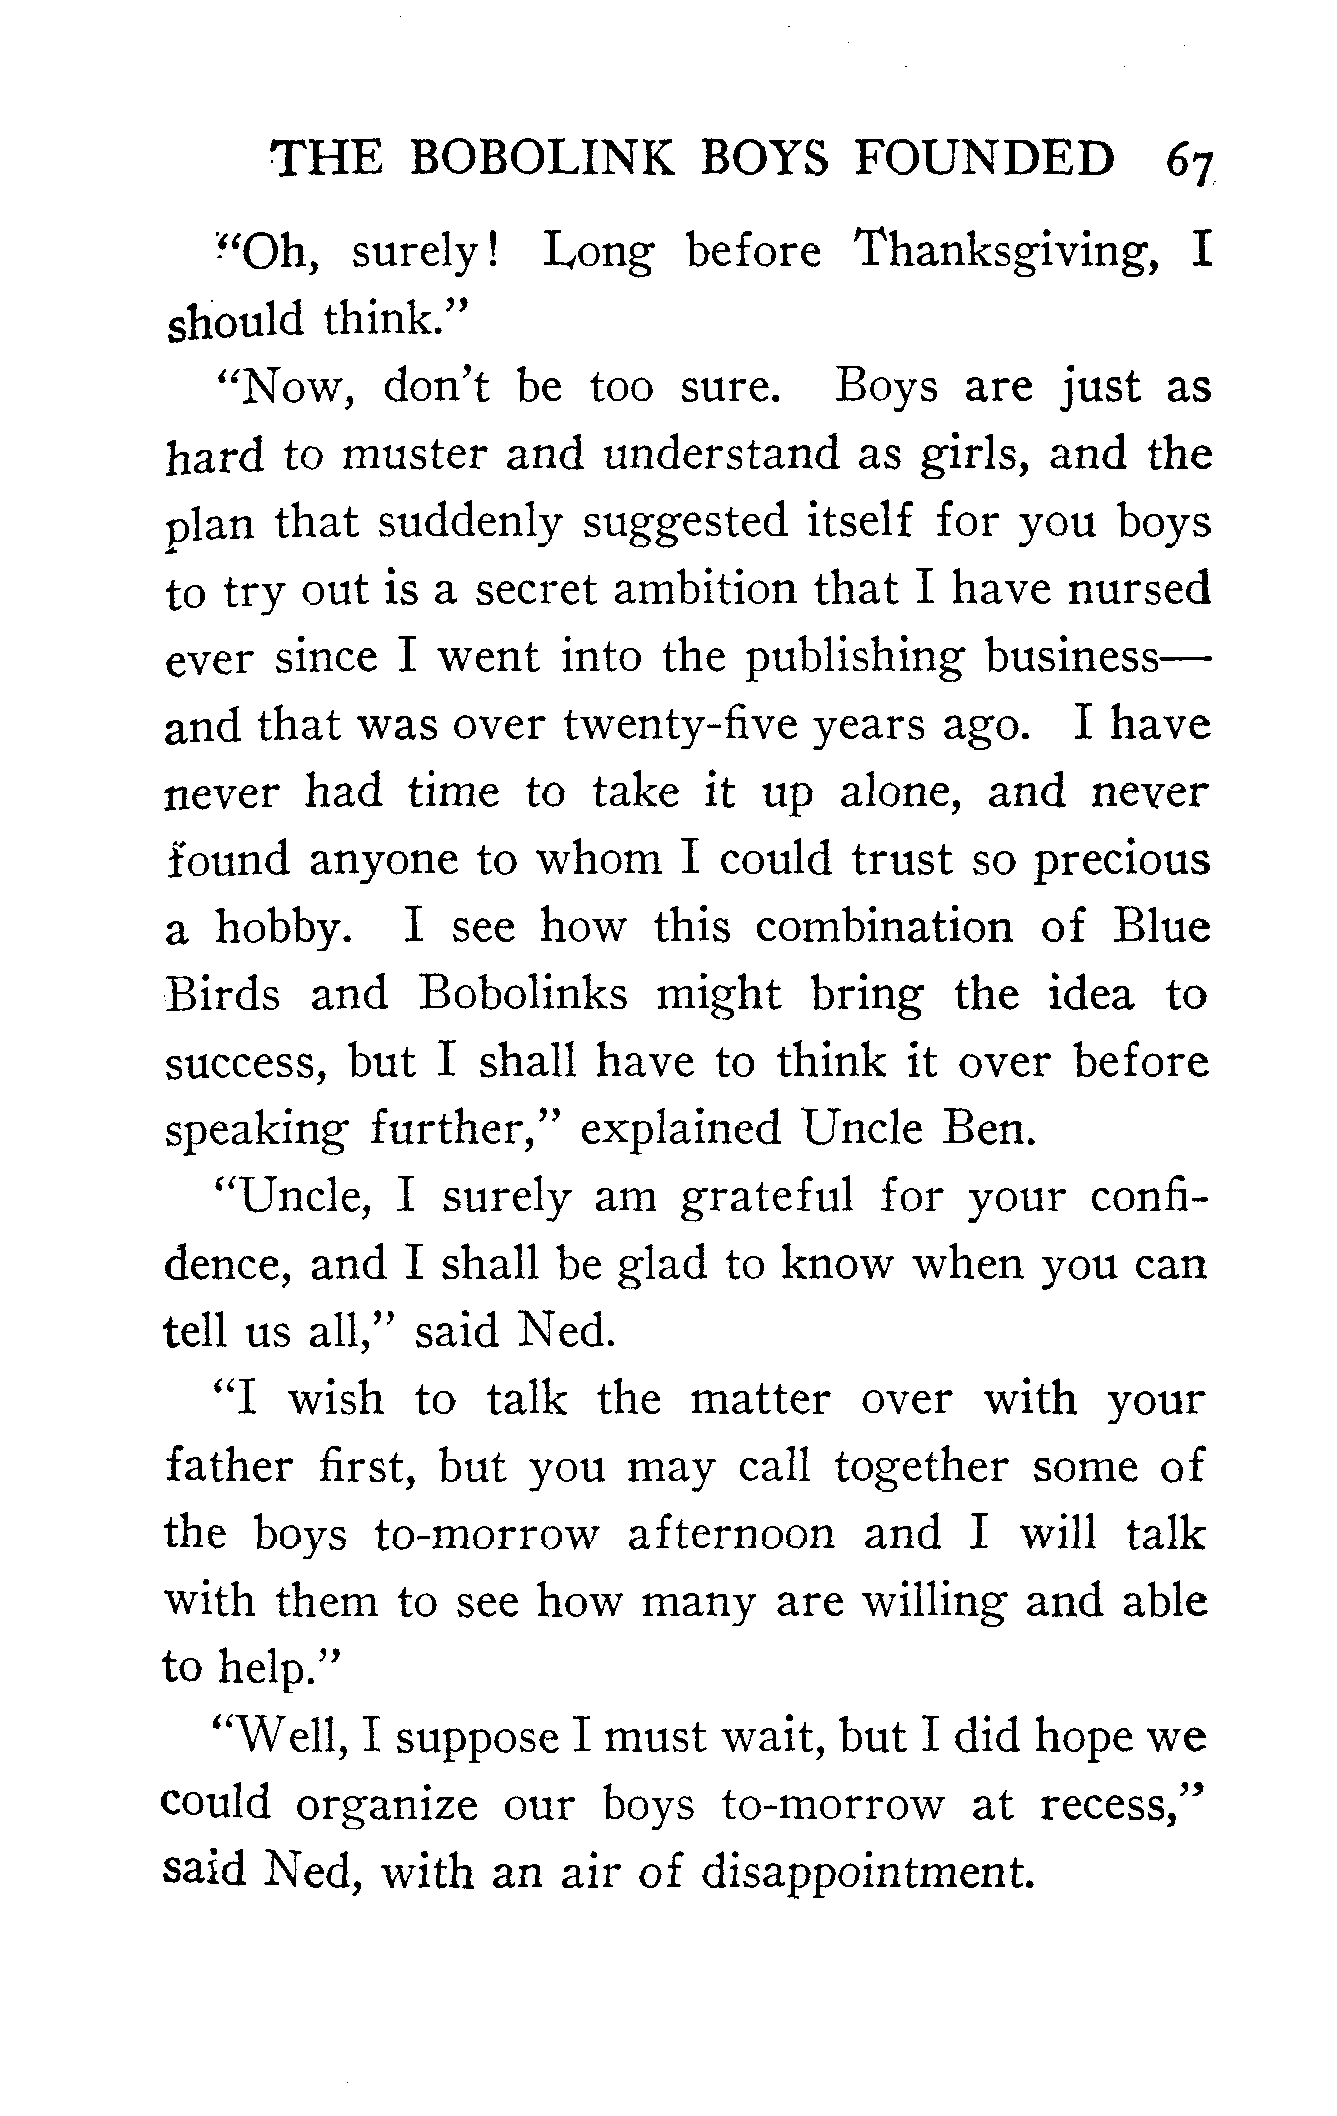 THE BOBOLINK BOYS FOUNDED 67
"Oh, surely! Long before Thanksgiving, I
should think."
"Now, don't be too sure. Boys are just as
hard to muster and understand as girls, and the
plan that suddenly suggested itself for you boys
to try out is a secret ambition that I have nursed
ever since I went into the publishing business—
and that was over twenty-five years ago. I have
never had time to take it up alone, and never
found anyone to whom I could trust so precious
a hobby. I see how this combination of Blue
Birds and Bobolinks might bring the idea to
success, but I shall have to think it over before
speaking further," explained Uncle Ben.
"Uncle, I surely am grateful for your confi-
dence, and I shall be glad to know when you can
tell us all," said Ned.
"I wish to talk the matter over with your
father first, but you may call together some of
the boys to-morrow afternoon and I will talk
with them to see how many are willing and able
to help."
"Well, I suppose I must wait, but I did hope we
could organize our boys to-morrow at recess,"
said Ned, with an air of disappointment.